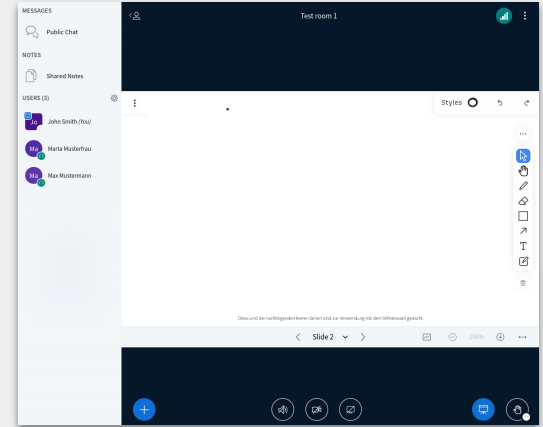 MESSAGES
Public Chat
NOTES
Shared Notes
USERS (3)
Jo
John Smith (You)
Ma
Marta Musterfrau
Ma
Max Mustermann
Test room 1
Styles
T
Diese und die nachfolgenden leeren Seiten sind zur Verwendung mit dem Whiteboard gedacht.
Slide 2
100%